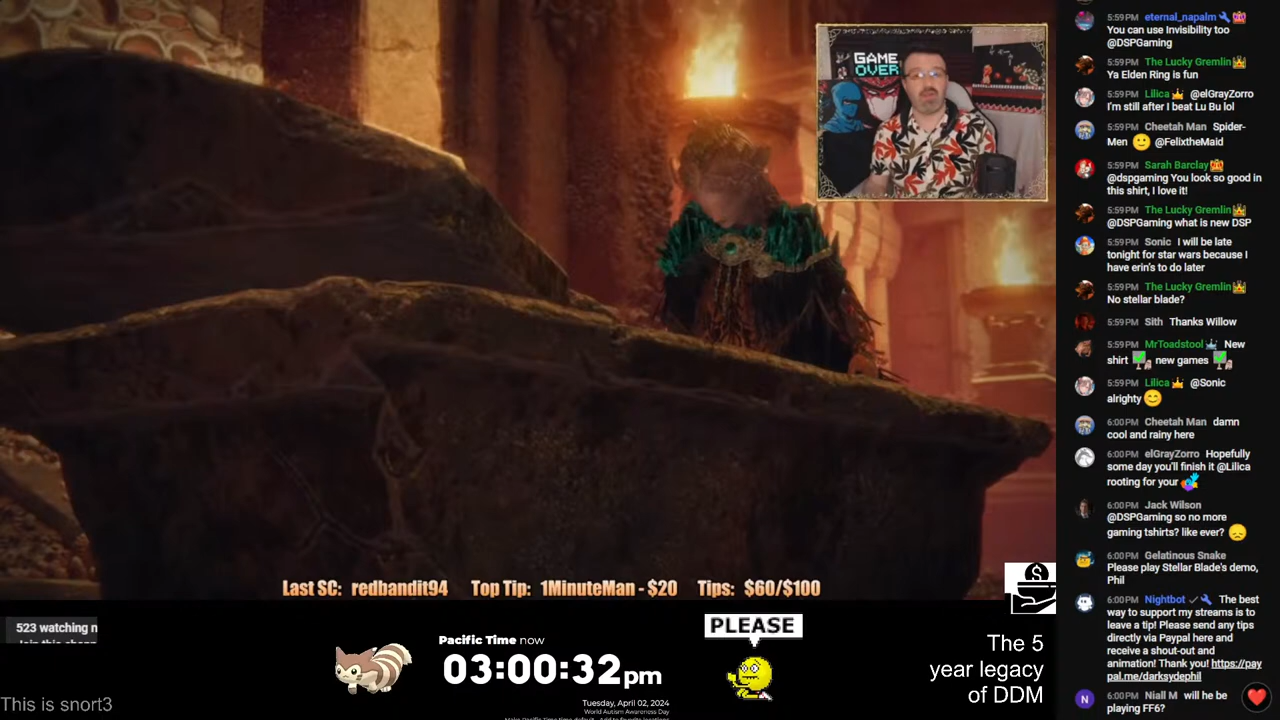 GAME
OVER
Last SC: redbandit94 Top Tip: 1MinuteMan - $20 Tips: $60/$100
523 watching n
Pacific Time now
03:00:32pm
Tuesday, April 02, 2024
World Autism Awareness Day
PLEASE
The 5
year legacy
of DDM
This is snort3
5:59PM eternal_napalm
You can use Invisibility too
@DSPGaming
5:59PM The Lucky Gremlin
Ya Elden Ring is fun
5:59PM Lilica @elGrayZorro
I'm still after I beat Lu Bu lol
5:59PM Cheetah Man Spider-
Men @FelixtheMaid
5:59PM Sarah Barclay
@dspgaming You look so good in
this shirt, I love it!
5:59PM The Lucky Gremlin
@DSPGaming what is new DSP
5:59PM Sonic I will be late
tonight for star wars because I
have erin's to do later
5:59PM The Lucky Gremlin
No stellar blade?
5:59PM Sith Thanks Willow
5:59PM MrToadstool New
shirt new games
5:59PM Lilica @Sonic
alrighty
6:00PM Cheetah Man damn
cool and rainy here
6:00PM elGrayZorro Hopefully
some day you'll finish it @Lilica
rooting for your
6:00PM Jack Wilson
@DSPGaming so no more
gaming tshirts? like ever?
6:00PM Gelatinous Snake
Please play Stellar Blade's demo,
Phil
6:00PM Nightbot The best
way to support my streams is to
leave a tip! Please send any tips
directly via Paypal here and
receive a shout-out and
animation! Thank you! https://pay
pal.me/darksydephil
N
6:00PM Niall M will he be
playing FF6?